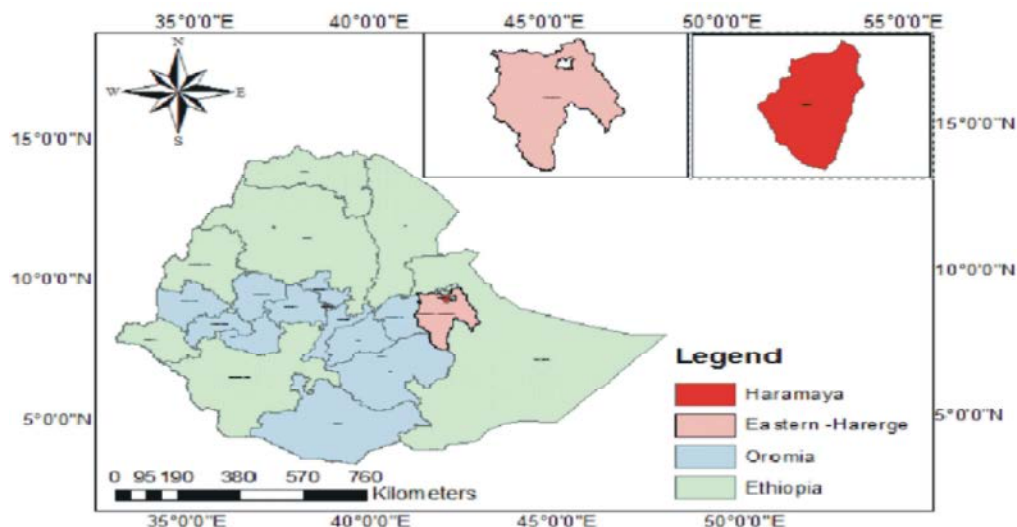 35°0'0"E 40°0'0"E 45°0'0"E 50°0'0"E 55°0'0"E
N
W E
S
15°0'0"N 15°0'0"N
10°0'0"N 10°0'0"N
5°0'0"N 5°0'0"N
Legend
Haramaya
Eastern -Harerge
Oromia
Ethiopia
0 95 190 380 570 760
Kilometers
35°0'0"E 40°0'0"E 45°0'0"E 50°0'0"E